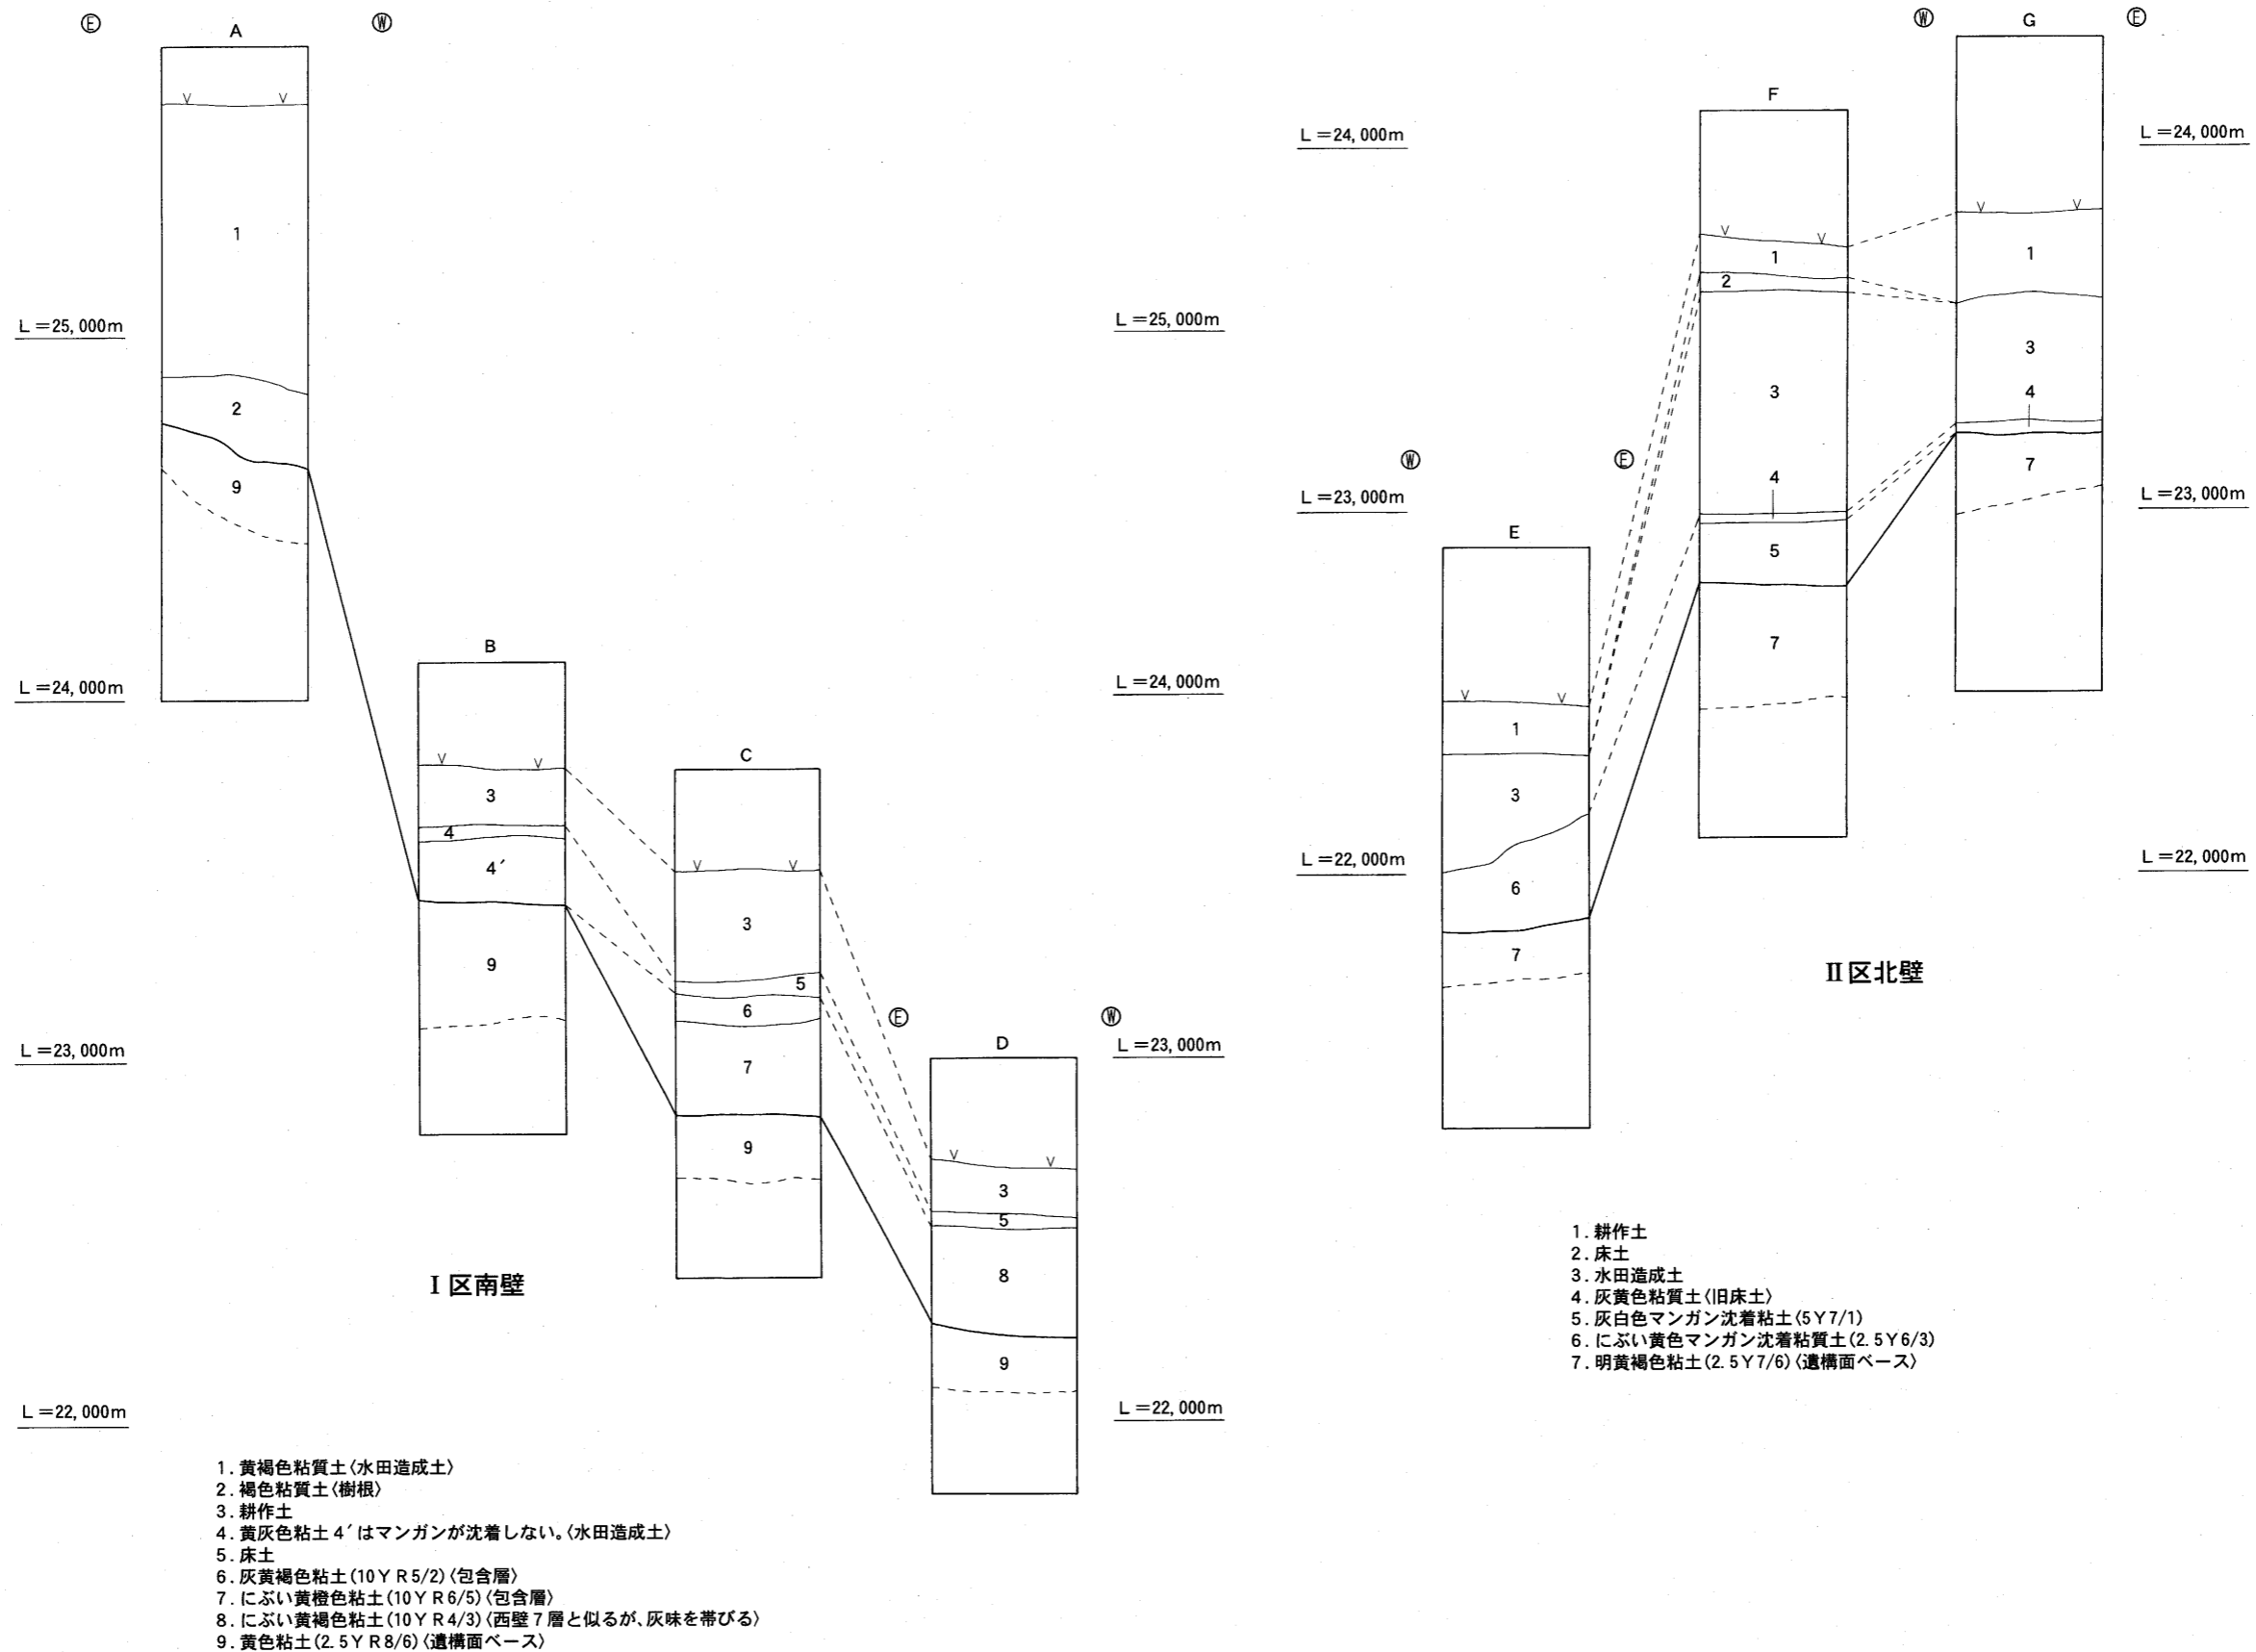 Ⓔ
A
Ⓦ
1
2
9
L=25,000m
L=24,000m
L=23,000m
L=22,000m
B
3
4
4´
9
C
3
5
6
7
9
Ⓔ
D
Ⓦ
3
5
8
9
L=25,000m
L=24,000m
L=23,000m
L=22,000m
Ⅰ区南壁
1.黄褐色粘質土〈水田造成土〉
2.褐色粘質土〈樹根〉
3.耕作土
4.黄灰色粘土4´はマンガンが沈着しない。〈水田造成土〉
5.床土
6.灰黄褐色粘土(10YR5/2)〈包含層〉
7.にぶい黄橙色粘土(10YR6/5)〈包含層〉
8.にぶい黄褐色粘土(10YR4/3)〈西壁7層と似るが、灰味を帯びる〉
9.黄色粘土(2.5YR8/6)〈遺構面ベース〉
L=24,000m
L=23,000m
L=22,000m
Ⓦ
Ⓔ
E
1
3
6
7
F
1
2
3
4
5
7
Ⓦ
G
Ⓔ
1
3
4
7
L=24,000m
L=23,000m
L=22,000m
Ⅱ区北壁
1.耕作土
2.床土
3.水田造成土
4.灰黄色粘質土〈旧床土〉
5.灰白色マンガン沈着粘土〈5Y7/1)
6.にぶい黄色マンガン沈着粘質土(2.5Y6/3)
7.明黄褐色粘土(2.5Y7/6)〈遺構面ベース〉